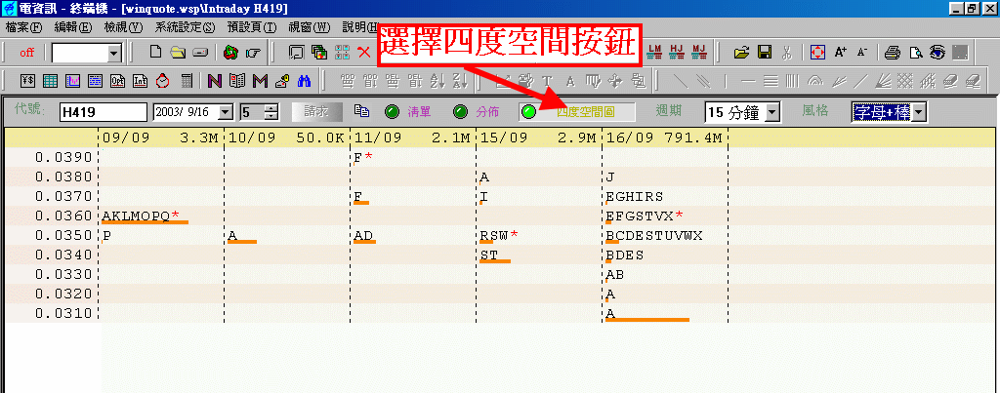 電資訊 - 終端機 - [winquote.wsp\Intraday H419]
檔案(F) 編輯(E) 檢視(V) 系統設定(S) 預設頁(T) 視窗(W) 說明(H)
選擇四度空間按鈕
off LM HJ MJ
代號: H419 2003/ 9/16 5 請求 清單 分佈 四度空間圖 週期 15 分鐘 風格 字母+棒
09/09 3.3M 10/09 50.0K 11/09 2.1M 15/09 2.9M 16/09 791.4M
0.0390 F*
0.0380 A J
0.0370 F I EGHIRS
0.0360 AKLMOPQ* EFGSTVX*
0.0350 P A AD RSW* BCDESTUVWX
0.0340 ST BDES
0.0330 AB
0.0320 A
0.0310 A